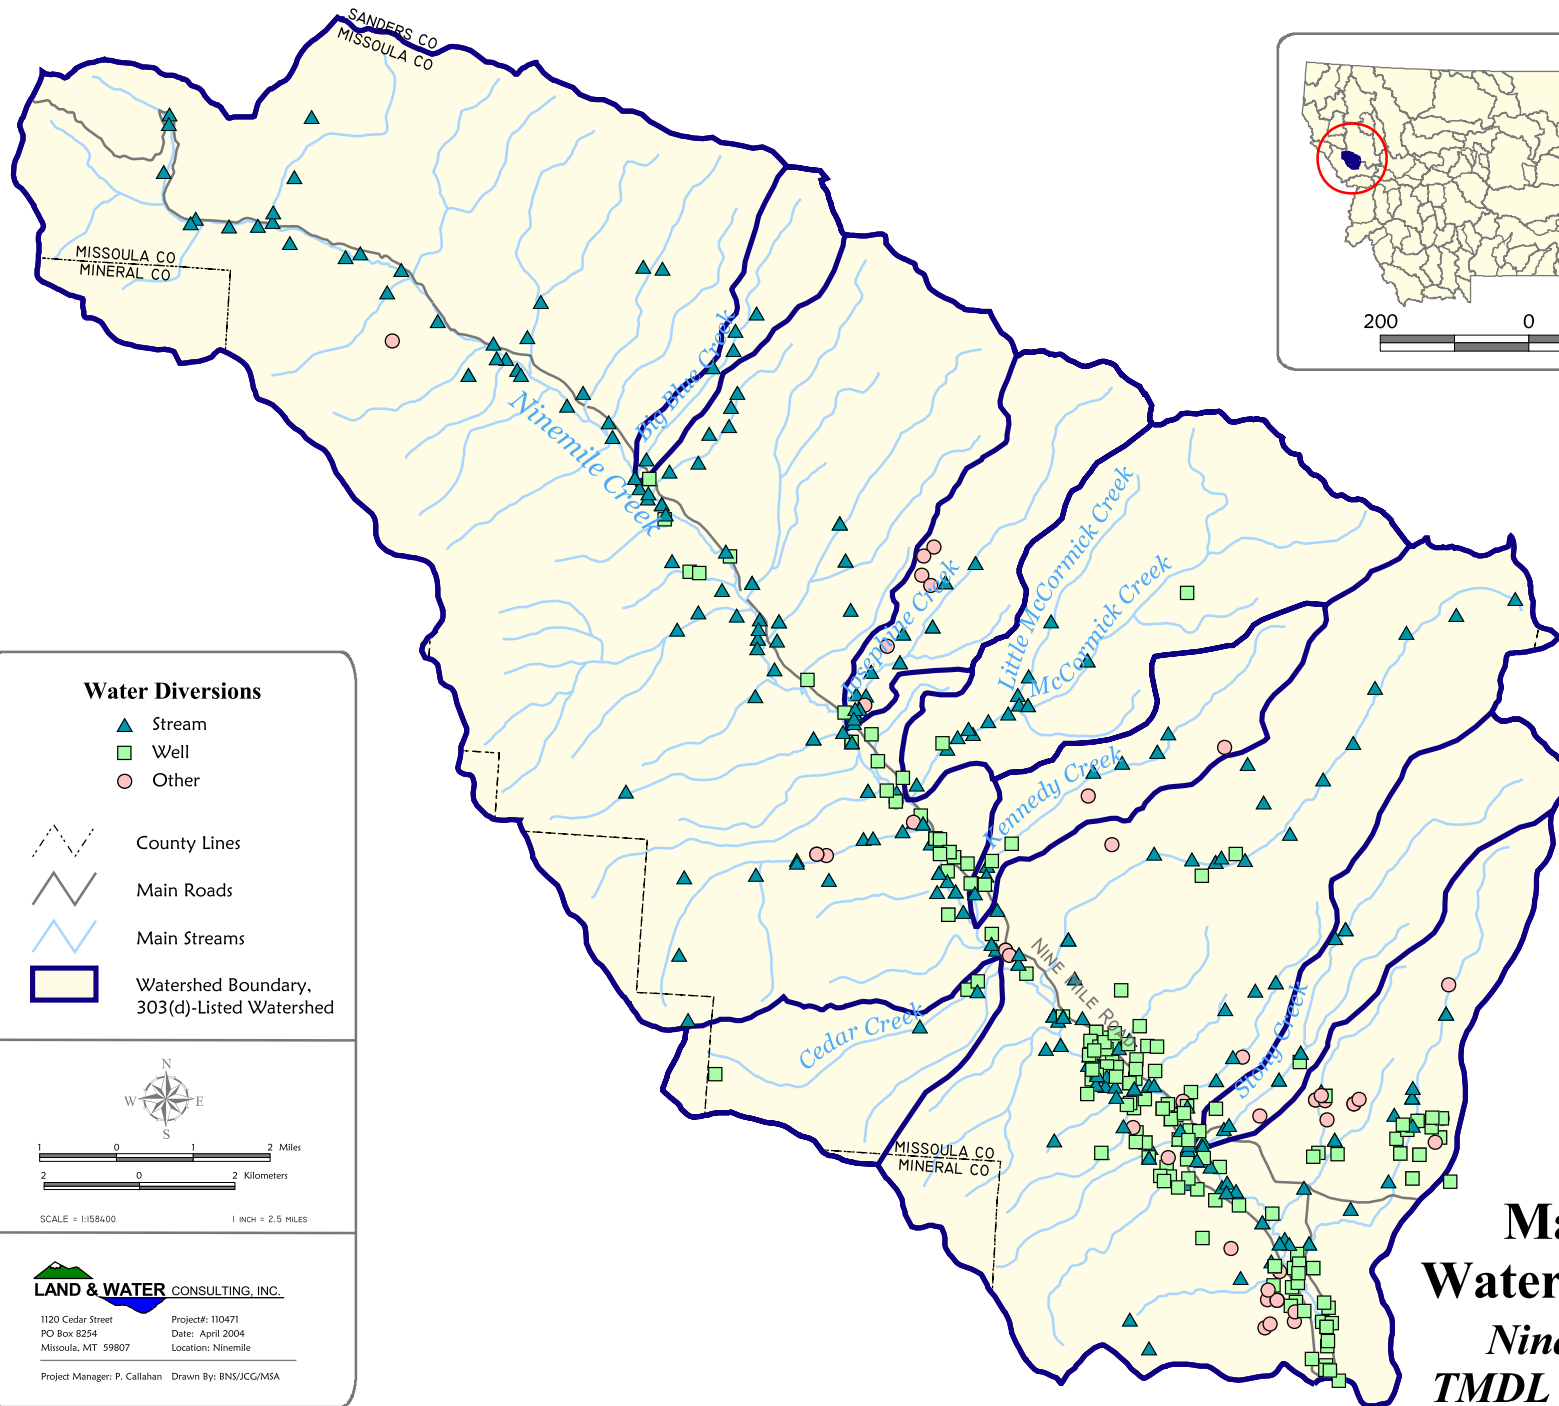 SANDERS CO
MISSOULA CO
MISSOULA CO
MINERAL CO
200 0
Big Blue Creek
Ninemile Creek
Josephine Creek
Little McCormick Creek
McCormick Creek
Kennedy Creek
NINE MILE ROAD
Cedar Creek
Stony Creek
MISSOULA CO
MINERAL CO
Water Diversions
Stream
Well
Other
County Lines
Main Roads
Main Streams
Watershed Boundary,
303(d)-Listed Watershed
N
W E
S
1 0 1 2 Miles
2 0 2 Kilometers
SCALE = 1:158400 1 INCH = 2.5 MILES
LAND & WATER CONSULTING, INC.
1120 Cedar Street Project#: 110471
PO Box 8254 Date: April 2004
Missoula, MT 59807 Location: Ninemile
Project Manager: P. Callahan Drawn By: BNS/JCG/MSA
Ma
Water
Nine
TMDL